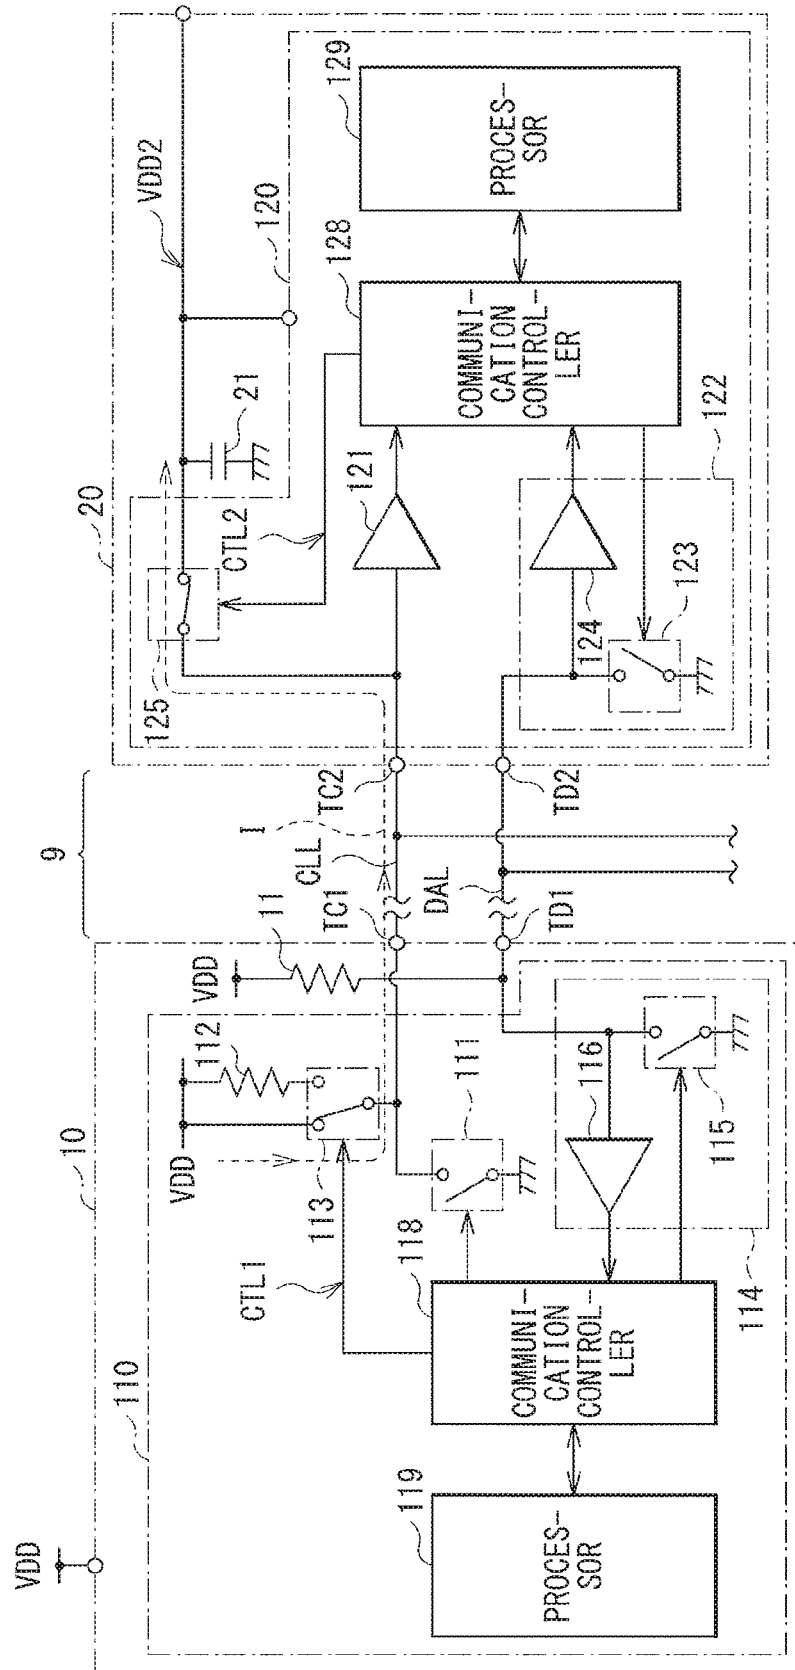 VDD
10
110
119
PROCES-
SOR
118
COMMUNI-
CATION
CONTROL-
LER
CTL1
VDD
112
113
111
114
115
116
VDD
11
TC1
TD1
9
CLL
I
DAL
TC2
TD2
20
125
CTL2
21
VDD2
120
121
122
123
124
128
COMMUNI-
CATION
CONTROL-
LER
129
PROCES-
SOR